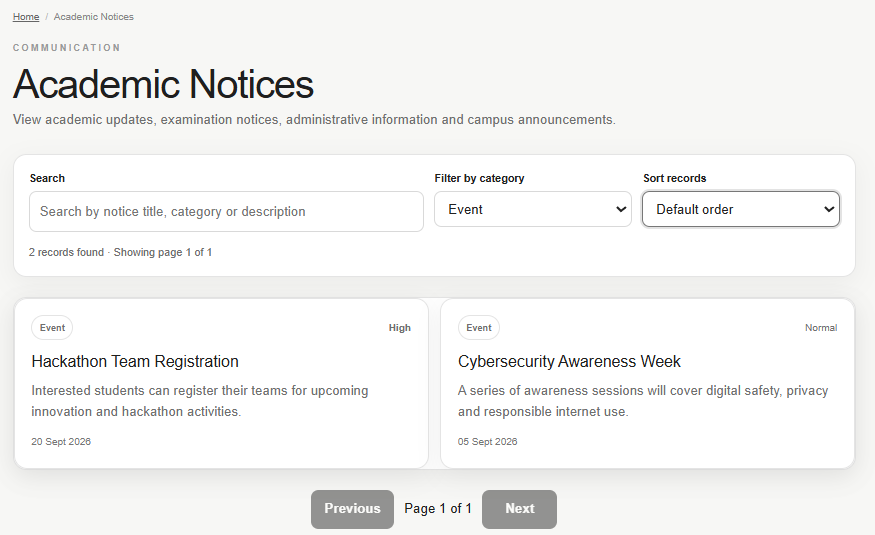 Home / Academic Notices
COMMUNICATION
Academic Notices
View academic updates, examination notices, administrative information and campus announcements.
Search
Filter by category
Sort records
Search by notice title, category or description
Event
Default order
2 records found · Showing page 1 of 1
Event
High
Hackathon Team Registration
Interested students can register their teams for upcoming
innovation and hackathon activities.
20 Sept 2026
Event
Normal
Cybersecurity Awareness Week
A series of awareness sessions will cover digital safety, privacy
and responsible internet use.
05 Sept 2026
Previous
Page 1 of 1
Next